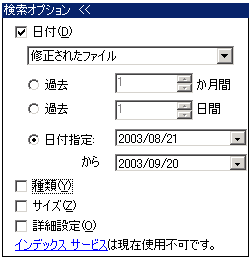 検索オプション <<
日付(D)
修正されたファイル
過去 1 か月間
過去 1 日間
日付指定: 2003/08/21
から 2003/09/20
種類(Y)
サイズ(Z)
詳細設定(O)
インデックス サービスは現在使用不可です。